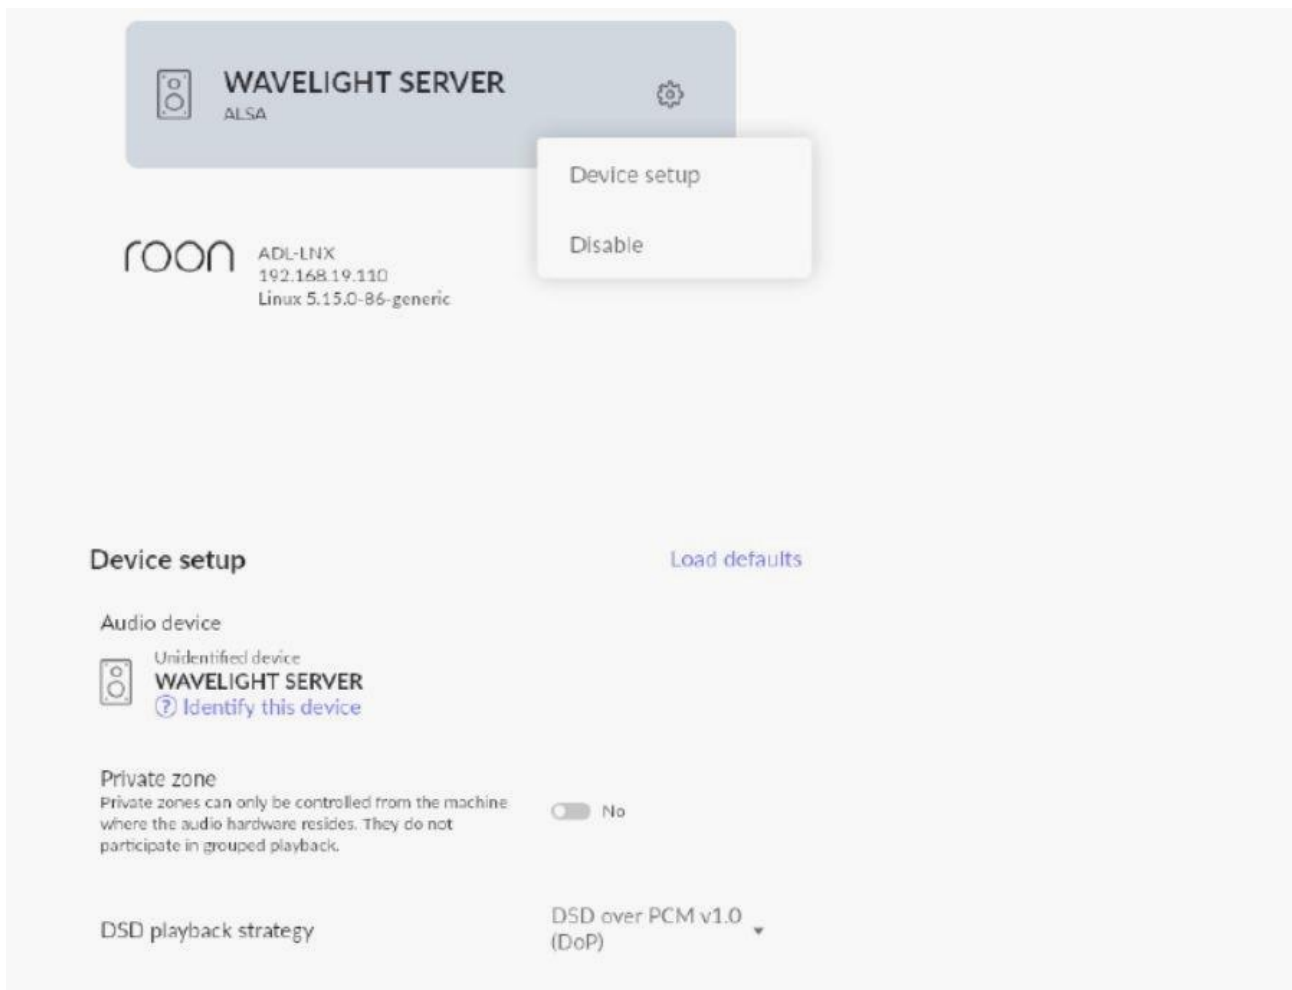 WAVELIGHT SERVER
ALSA
Device setup
Disable
roon
ADL-LNX
192.168.19.110
Linux 5.15.0-86-generic
Device setup
Load defaults
Audio device
Unidentified device
WAVELIGHT SERVER
? Identify this device
Private zone
Private zones can only be controlled from the machine
where the audio hardware resides. They do not
participate in grouped playback.
No
DSD playback strategy
DSD over PCM v1.0
(DoP)